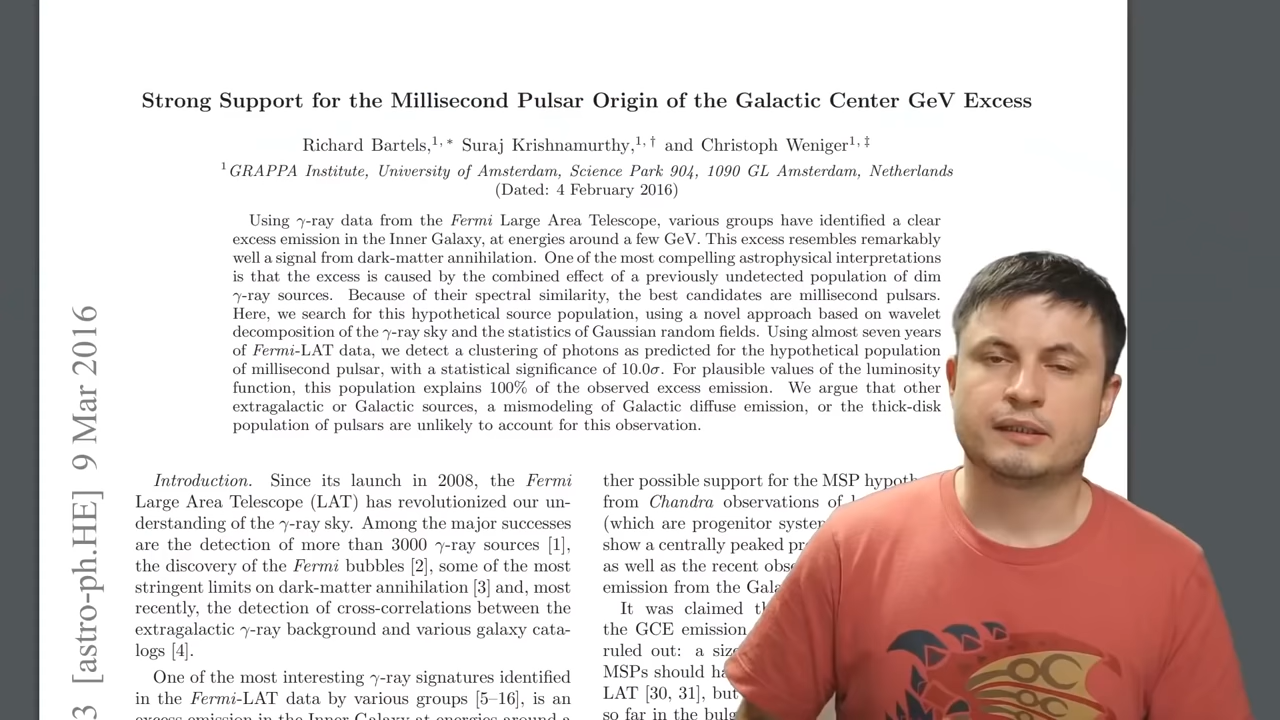 Strong Support for the Millisecond Pulsar Origin of the Galactic Center GeV Excess
Richard Bartels,1, * Suraj Krishnamurthy,1, † and Christoph Weniger1, ‡
1GRAPPA Institute, University of Amsterdam, Science Park 904, 1090 GL Amsterdam, Netherlands
(Dated: 4 February 2016)
Using γ-ray data from the Fermi Large Area Telescope, various groups have identified a clear
excess emission in the Inner Galaxy, at energies around a few GeV. This excess resembles remarkably
well a signal from dark-matter annihilation. One of the most compelling astrophysical interpretations
is that the excess is caused by the combined effect of a previously undetected population of dim
γ-ray sources. Because of their spectral similarity, the best candidates are millisecond pulsars.
Here, we search for this hypothetical source population, using a novel approach based on wavelet
decomposition of the γ-ray sky and the statistics of Gaussian random fields. Using almost seven years
of Fermi-LAT data, we detect a clustering of photons as predicted for the hypothetical population
of millisecond pulsar, with a statistical significance of 10.0σ. For plausible values of the luminosity
function, this population explains 100% of the observed excess emission. We argue that other
extragalactic or Galactic sources, a mismodeling of Galactic diffuse emission, or the thick-disk
population of pulsars are unlikely to account for this observation.
Introduction. Since its launch in 2008, the Fermi
Large Area Telescope (LAT) has revolutionized our un-
derstanding of the γ-ray sky. Among the major successes
are the detection of more than 3000 γ-ray sources [1],
the discovery of the Fermi bubbles [2], some of the most
stringent limits on dark-matter annihilation [3] and, most
recently, the detection of cross-correlations between the
extragalactic γ-ray background and various galaxy cata-
logs [4].
One of the most interesting γ-ray signatures identified
in the Fermi-LAT data by various groups [5–16], is an
excess emission in the Inner Galaxy at energies around a
ther possible support for the MSP
from Chandra observations of
(which are progenitor
show a centrally peaked
as well as the recent
emission from the
It was claimed
the GCE emission
ruled out: a
MSPs should
LAT [30, 31], but
so far in the
3 [astro-ph.HE] 9 Mar 2016